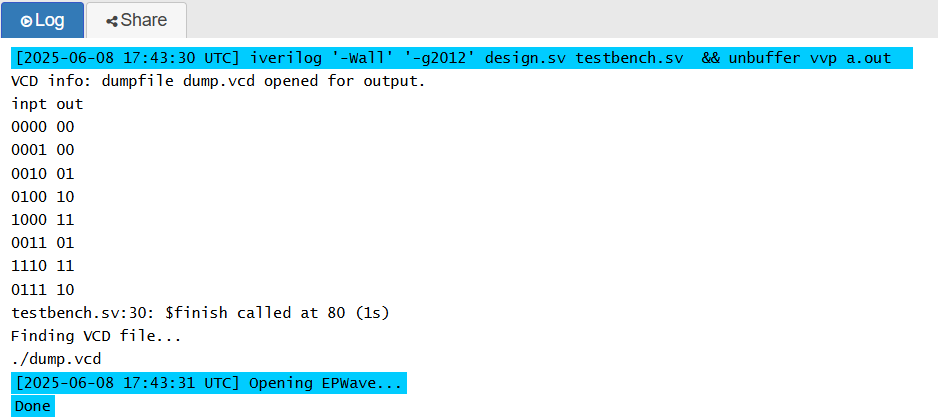 Log Share
[2025-06-08 17:43:30 UTC] iverilog '-Wall' '-g2012' design.sv testbench.sv  && unbuffer vvp a.out
VCD info: dumpfile dump.vcd opened for output.
inpt out
0000 00
0001 00
0010 01
0100 10
1000 11
0011 01
1110 11
0111 10
testbench.sv:30: $finish called at 80 (1s)
Finding VCD file...
./dump.vcd
[2025-06-08 17:43:31 UTC] Opening EPWave...
Done